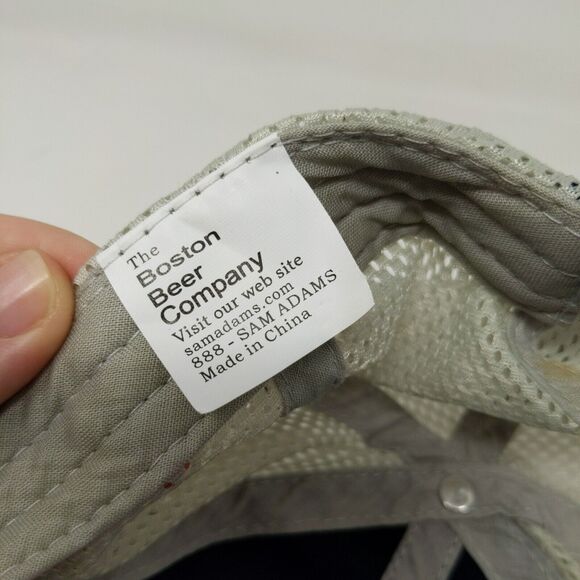 The
Boston
Beer
Company
Visit our web site
samadams.com
888 - SAM ADAMS
Made in China